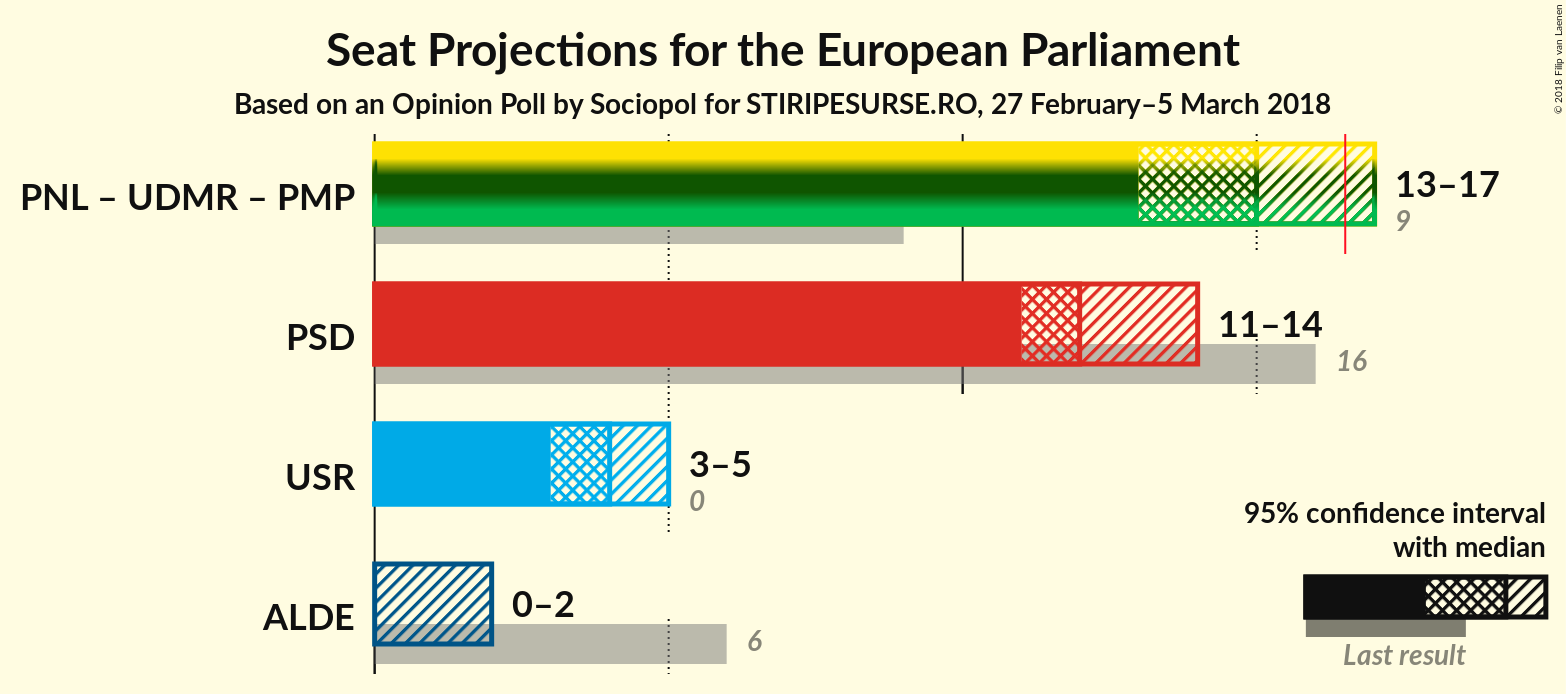 Seat Projections for the European Parliament
Based on an Opinion Poll by Sociopol for STIRIPESURSE.RO, 27 February–5 March 2018
© 2018 Filip van Laenen
PNL – UDMR – PMP
13–17
9
PSD
11–14
16
USR
3–5
0
ALDE
0–2
6
95% confidence interval
with median
Last result